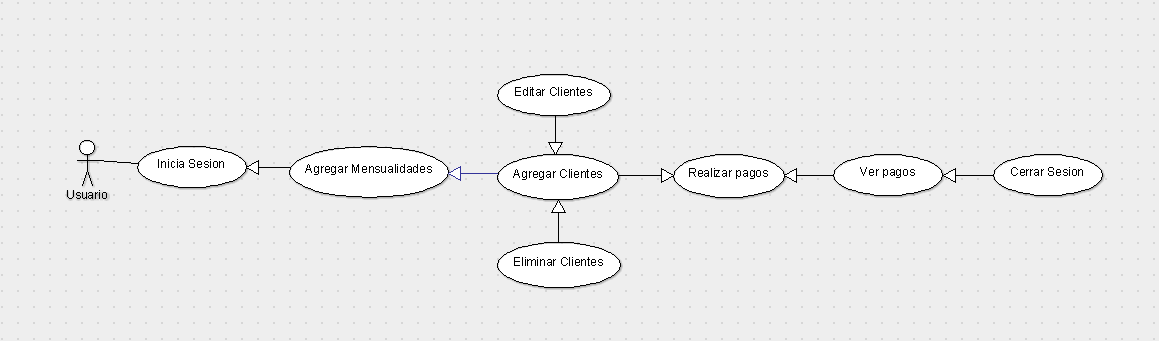 Editar Clientes
Usuario
Inicia Sesion
Agregar Mensualidades
Agregar Clientes
Realizar pagos
Ver pagos
Cerrar Sesion
Eliminar Clientes